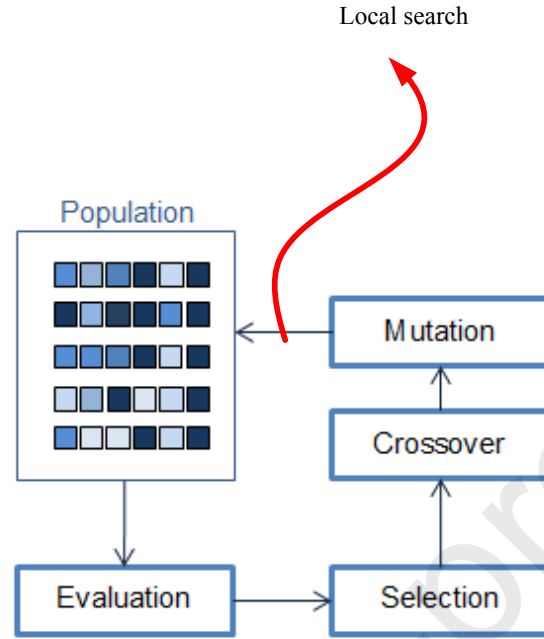 Local search
Population
Mutation
Crossover
Evaluation
Selection